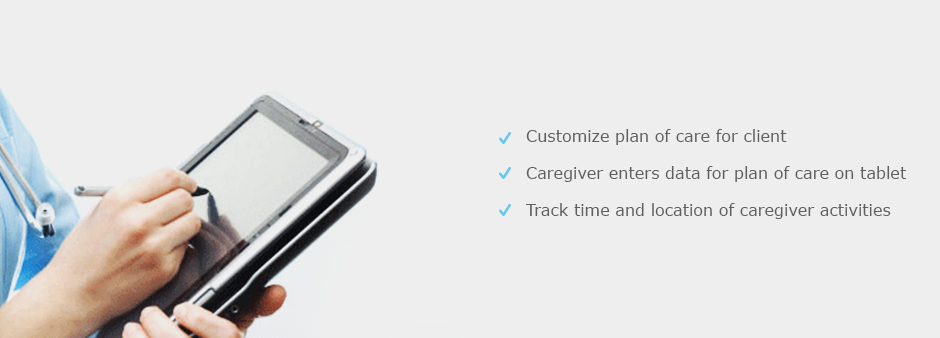 Customize plan of care for client
Caregiver enters data for plan of care on tablet
Track time and location of caregiver activities